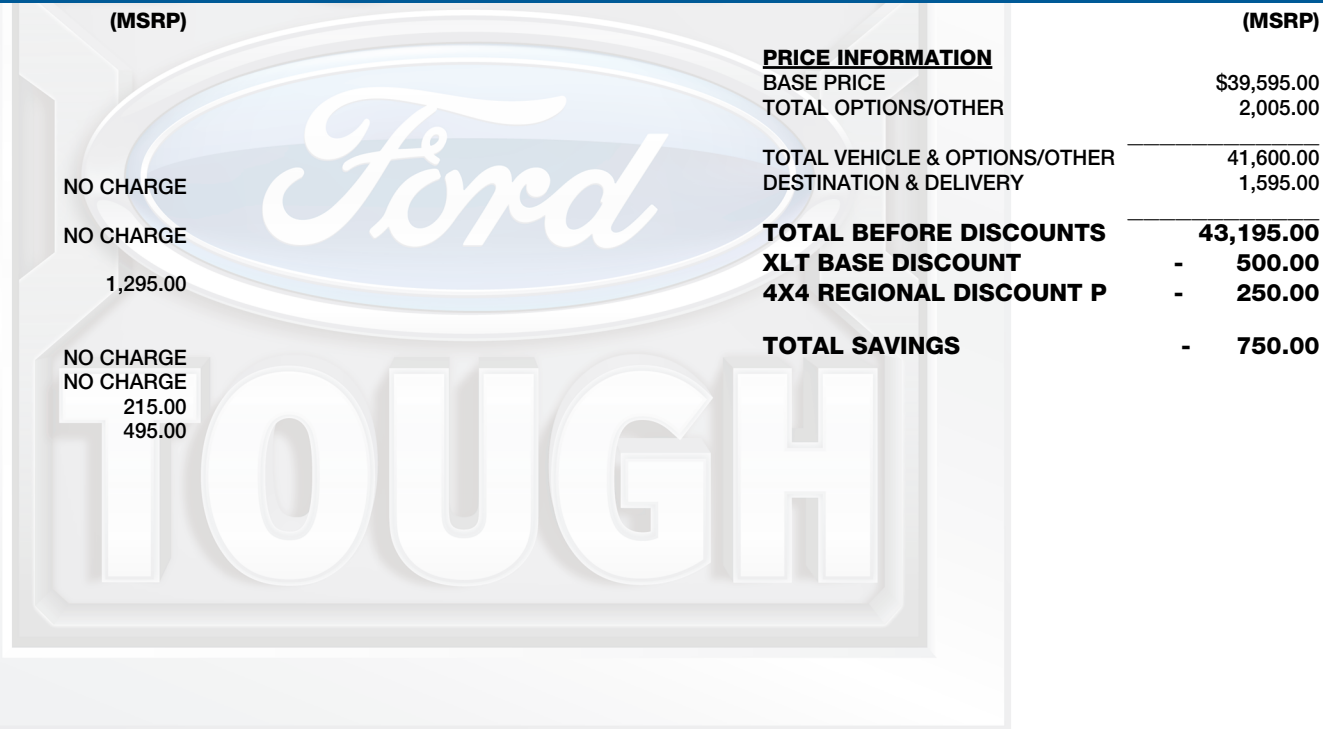 (MSRP)
NO CHARGE
NO CHARGE
1,295.00
NO CHARGE
NO CHARGE
215.00
495.00
Ford
TOUGH
(MSRP)
PRICE INFORMATION
BASE PRICE $39,595.00
TOTAL OPTIONS/OTHER 2,005.00
TOTAL VEHICLE & OPTIONS/OTHER 41,600.00
DESTINATION & DELIVERY 1,595.00
TOTAL BEFORE DISCOUNTS 43,195.00
XLT BASE DISCOUNT - 500.00
4X4 REGIONAL DISCOUNT P - 250.00
TOTAL SAVINGS - 750.00